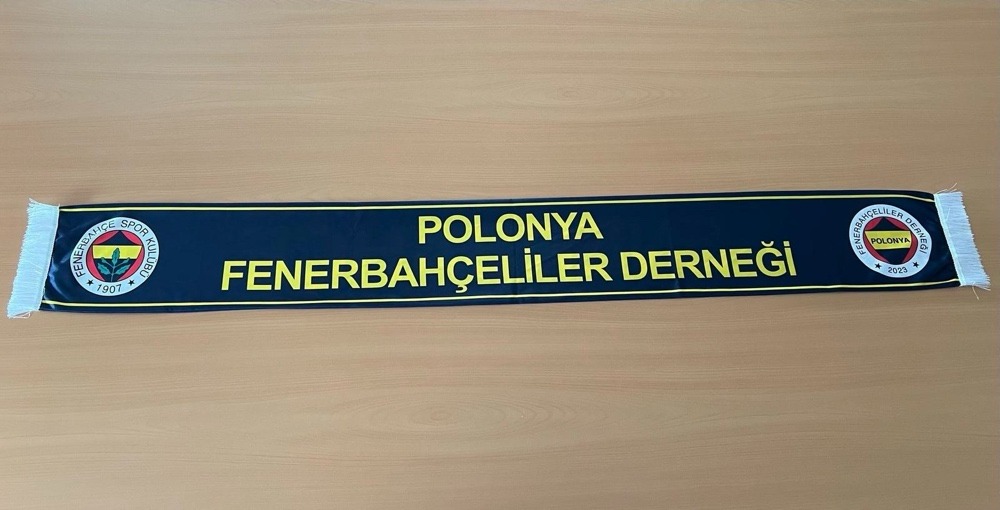 POLONYA
FENERBAHÇELİLER DERNEĞİ
FENERBAHÇE SPOR KULÜBÜ
1907
FENERBAHÇELİLER DERNEĞİ
POLONYA
2023